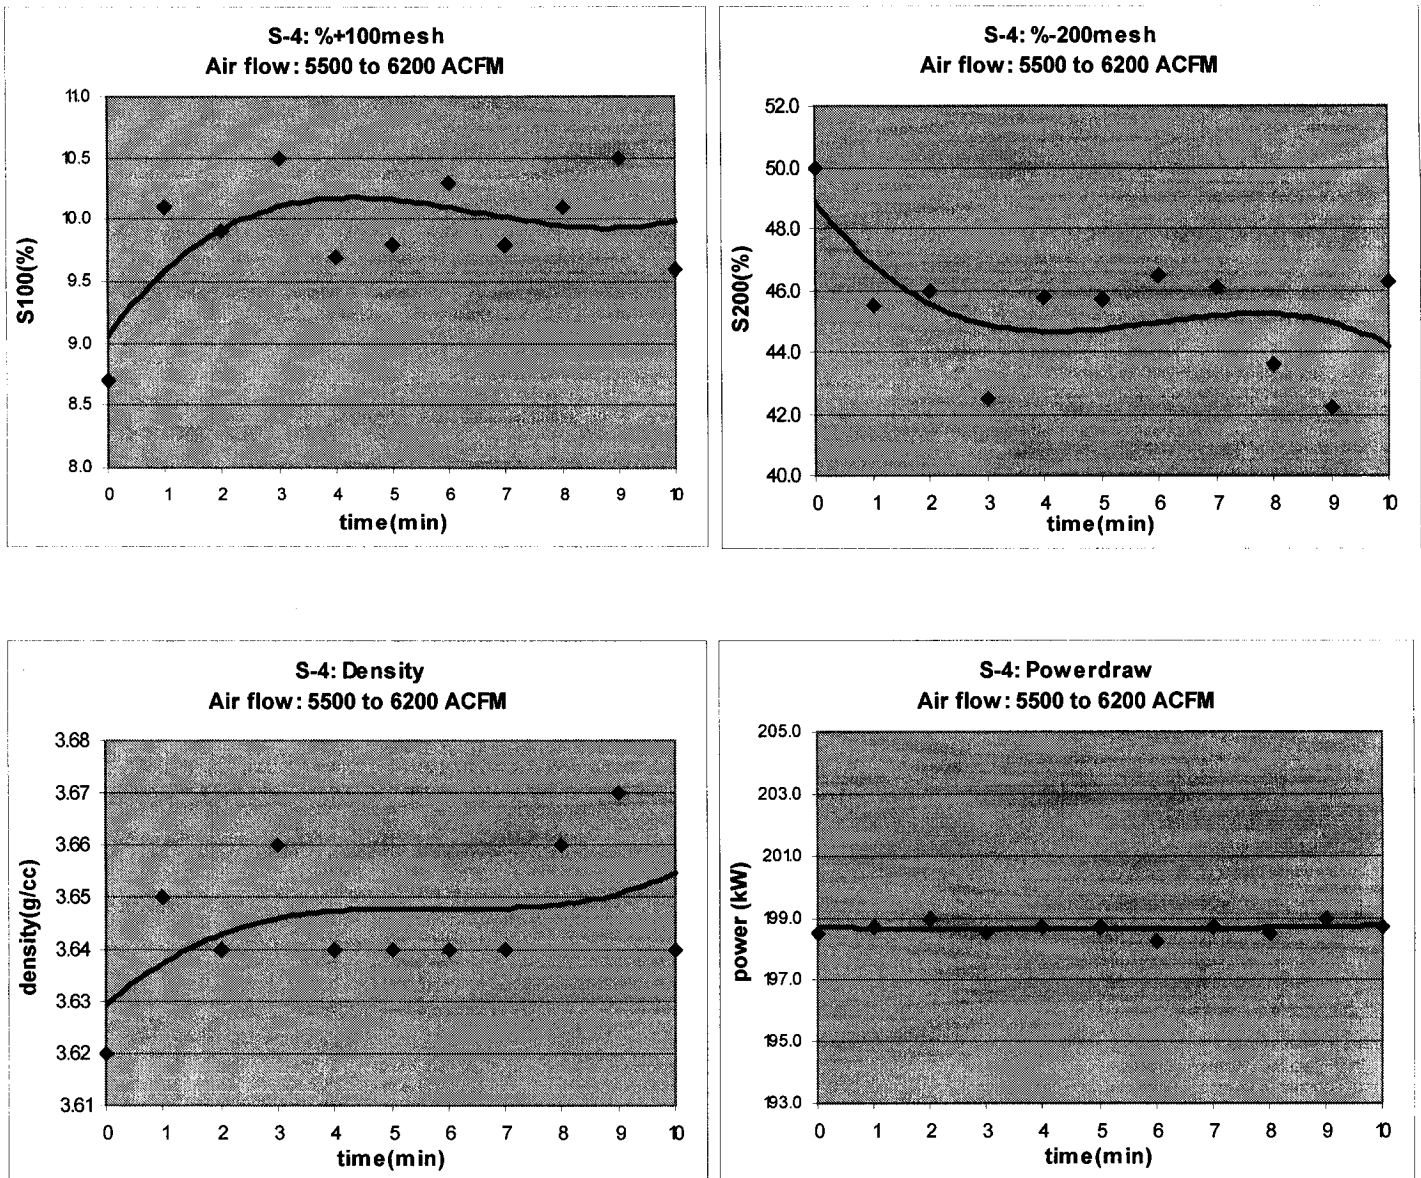 S-4: %+100mesh
Air flow: 5500 to 6200 ACFM
11.0
10.5
10.0
9.5
9.0
8.5
8.0
S100(%)
0 1 2 3 4 5 6 7 8 9 10
time(min)
S-4: %-200mesh
Air flow: 5500 to 6200 ACFM
52.0
50.0
48.0
46.0
44.0
42.0
40.0
S200(%)
0 1 2 3 4 5 6 7 8 9 10
time(min)
S-4: Density
Air flow: 5500 to 6200 ACFM
3.68
3.67
3.66
3.65
3.64
3.63
3.62
3.61
density(g/cc)
0 1 2 3 4 5 6 7 8 9 10
time(min)
S-4: Powerdraw
Air flow: 5500 to 6200 ACFM
205.0
203.0
201.0
199.0
197.0
195.0
193.0
power (kW)
0 1 2 3 4 5 6 7 8 9 10
time(min)